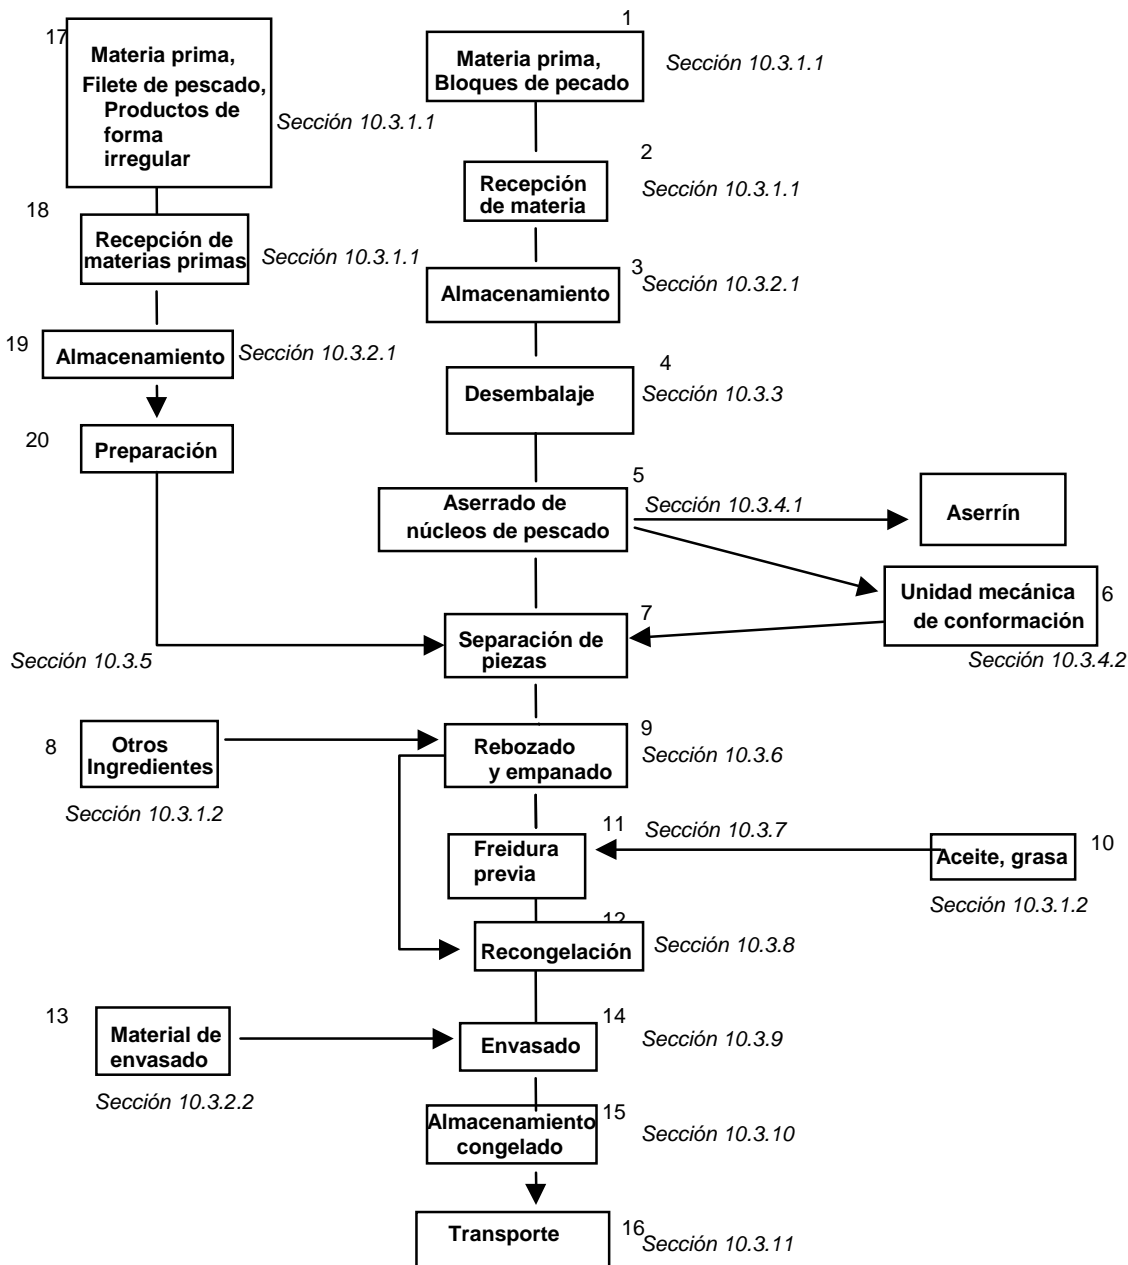 17
Materia prima,
Filete de pescado,
Productos de
forma
irregular
Sección 10.3.1.1
1
Materia prima,
Bloques de pecado
Sección 10.3.1.1
2
Recepción
de materia
Sección 10.3.1.1
18
Recepción de
materias primas
Sección 10.3.1.1
3
Almacenamiento
Sección 10.3.2.1
19
Almacenamiento
Sección 10.3.2.1
4
Desembalaje
Sección 10.3.3
20
Preparación
5
Aserrado de
núcleos de pescado
Sección 10.3.4.1
Aserrín
Unidad mecánica
de conformación
6
Sección 10.3.4.2
7
Separación de
piezas
Sección 10.3.5
8
Otros
Ingredientes
Sección 10.3.1.2
9
Rebozado
y empanado
Sección 10.3.6
11
Freidura
previa
Sección 10.3.7
Aceite, grasa
10
Sección 10.3.1.2
12
Recongelación
Sección 10.3.8
13
Material de
envasado
Sección 10.3.2.2
14
Envasado
Sección 10.3.9
15
Almacenamiento
congelado
Sección 10.3.10
16
Transporte
Sección 10.3.11